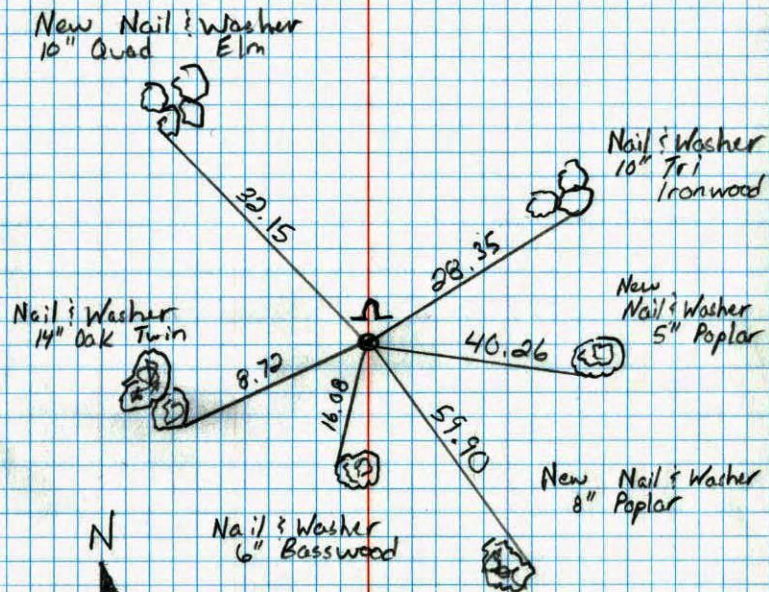 New Nail & Washer
10" Quad Elm
Nail & Washer
10" Tri
Ironwood
32.15
28.35
New
Nail & Washer
5" Poplar
Nail & Washer
14" Oak Twin
40.26
8.72
16.08
59.90
New Nail & Washer
8" Poplar
Nail & Washer
6" Basswood
N